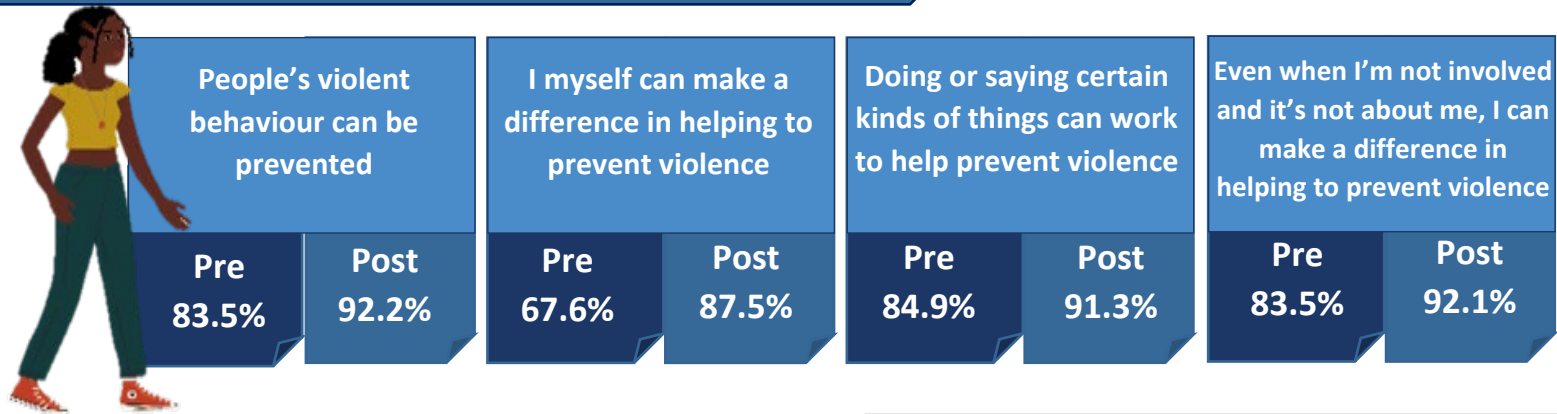 People’s violent
behaviour can be
prevented
Pre
83.5%
Post
92.2%
I myself can make a
difference in helping to
prevent violence
Pre
67.6%
Post
87.5%
Doing or saying certain
kinds of things can work
to help prevent violence
Pre
84.9%
Post
91.3%
Even when I’m not involved
and it’s not about me, I can
make a difference in
helping to prevent violence
Pre
83.5%
Post
92.1%